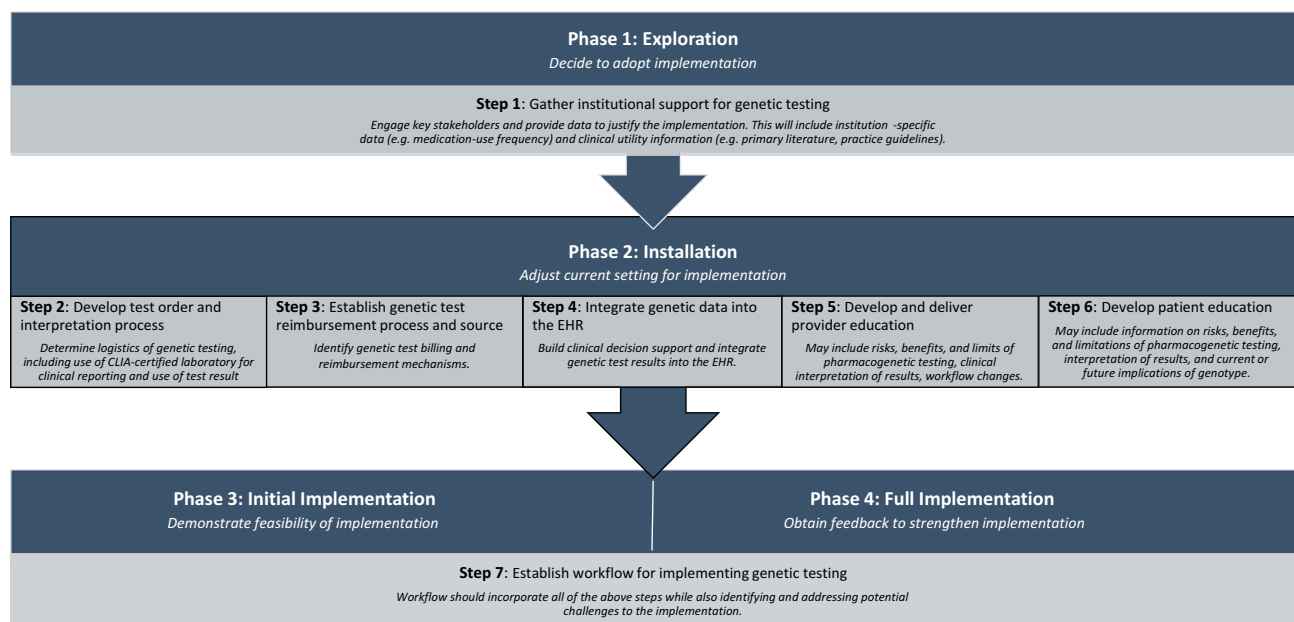 Phase 1: Exploration
Decide to adopt implementation
Step 1: Gather institutional support for genetic testing
Engage key stakeholders and provide data to justify the implementation. This will include institution -specific
data (e.g. medication-use frequency) and clinical utility information (e.g. primary literature, practice guidelines).
Phase 2: Installation
Adjust current setting for implementation
Step 2: Develop test order and
interpretation process
Determine logistics of genetic testing,
including use of CLIA-certified laboratory for
clinical reporting and use of test result
Step 3: Establish genetic test
reimbursement process and source
Identify genetic test billing and
reimbursement mechanisms.
Step 4: Integrate genetic data into
the EHR
Build clinical decision support and integrate
genetic test results into the EHR.
Step 5: Develop and deliver
provider education
May include risks, benefits, and limits of
pharmacogenetic testing, clinical
interpretation of results, workflow changes.
Step 6: Develop patient education
May include information on risks, benefits,
and limitations of pharmacogenetic testing,
interpretation of results, and current or
future implications of genotype.
Phase 3: Initial Implementation
Demonstrate feasibility of implementation
Phase 4: Full Implementation
Obtain feedback to strengthen implementation
Step 7: Establish workflow for implementing genetic testing
Workflow should incorporate all of the above steps while also identifying and addressing potential
challenges to the implementation.